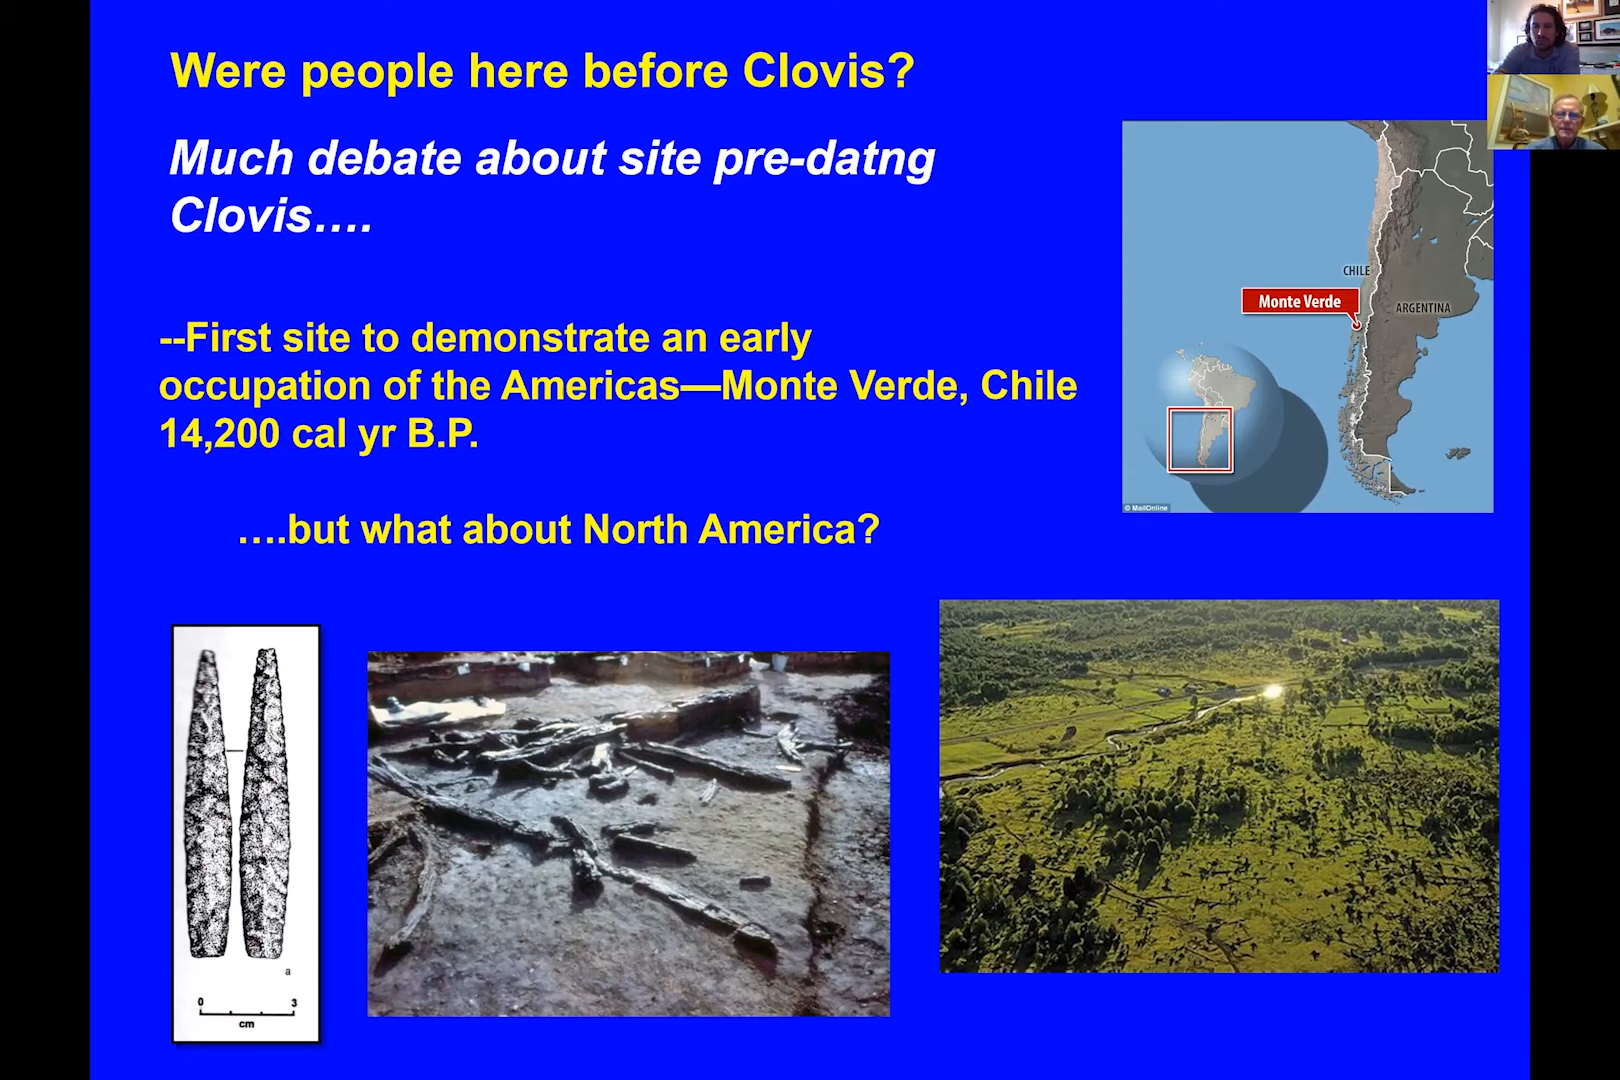 Were people here before Clovis?
Much debate about site pre-datng
Clovis….
--First site to demonstrate an early
occupation of the Americas—Monte Verde, Chile
14,200 cal yr B.P.
….but what about North America?
CHILE
Monte Verde
ARGENTINA
© MailOnline
a
0 3
cm